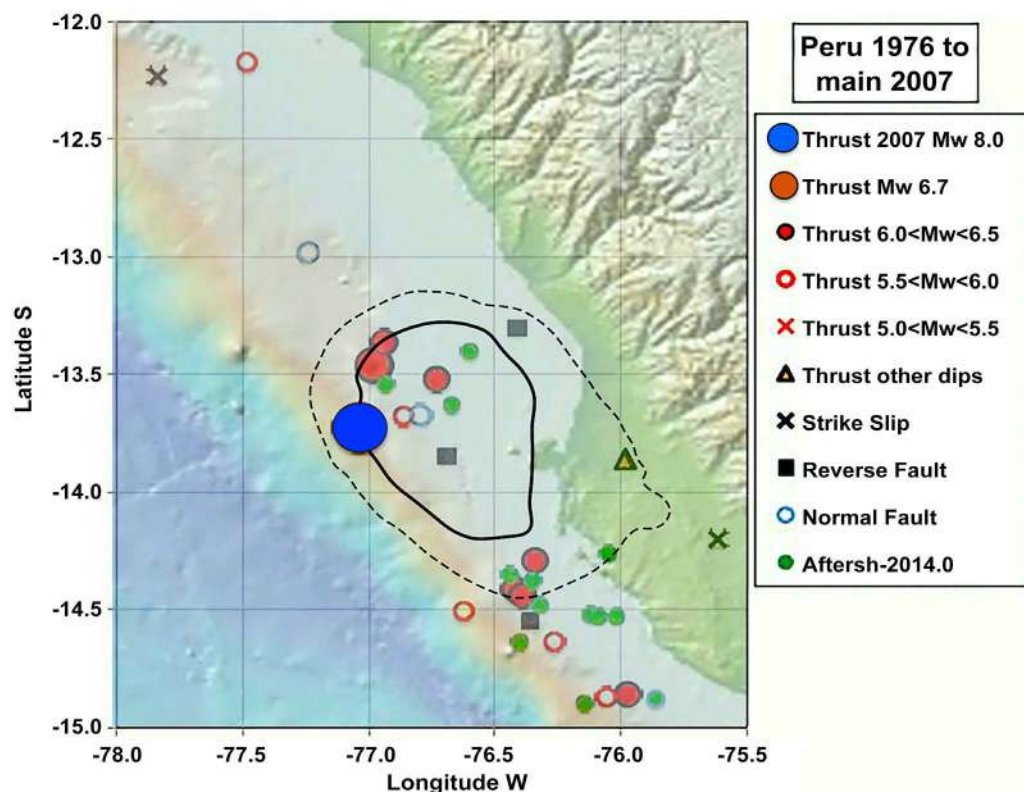 Peru 1976 to
main 2007
Thrust 2007 Mw 8.0
Thrust Mw 6.7
Thrust 6.0<Mw<6.5
Thrust 5.5<Mw<6.0
Thrust 5.0<Mw<5.5
Thrust other dips
Strike Slip
Reverse Fault
Normal Fault
Aftersh-2014.0
Latitude S
-12.0
-12.5
-13.0
-13.5
-14.0
-14.5
-15.0
-78.0 -77.5 -77.0 -76.5 -76.0 -75.5
Longitude W